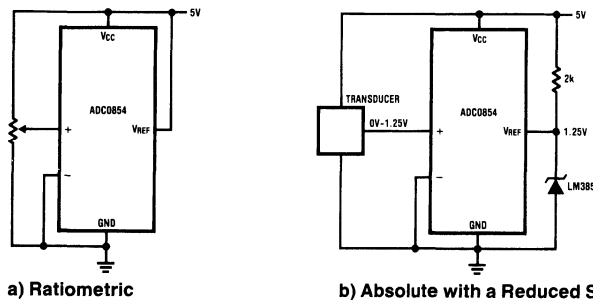 5V
VCC
ADC0854
+
VREF
−
GND
a) Ratiometric
5V
VCC
2k
TRANSDUCER
ADC0854
0V–1.25V
+
VREF
1.25V
−
LM385
GND
b) Absolute with a Reduced S